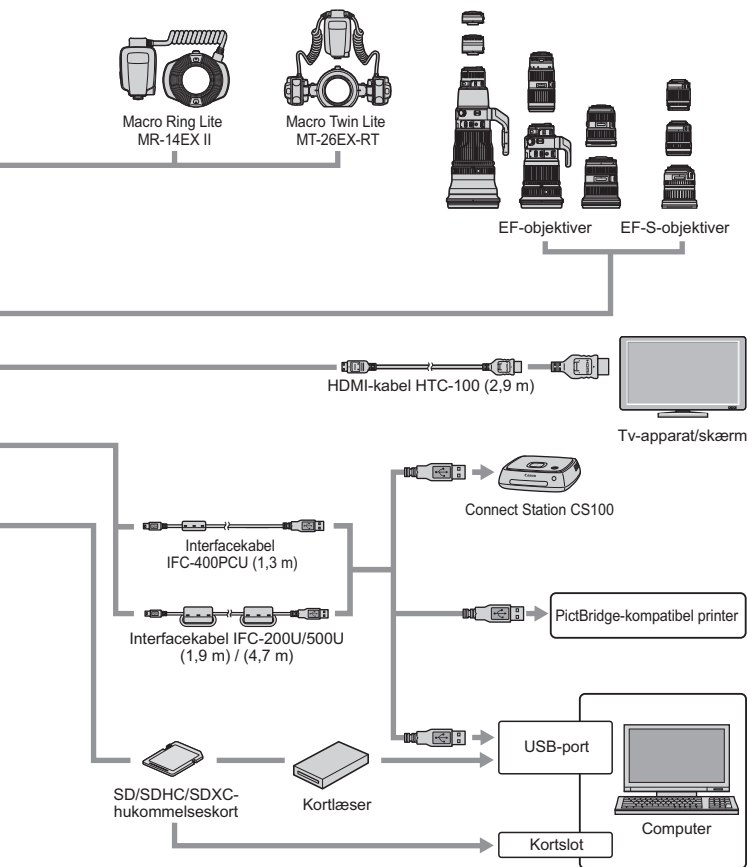 Macro Ring Lite
MR-14EX II
Macro Twin Lite
MT-26EX-RT
EF-objektiver
EF-S-objektiver
HDMI-kabel HTC-100 (2,9 m)
Tv-apparat/skærm
Connect Station CS100
Interfacekabel
IFC-400PCU (1,3 m)
PictBridge-kompatibel printer
Interfacekabel IFC-200U/500U
(1,9 m) / (4,7 m)
USB-port
SD/SDHC/SDXC-
hukommelseskort
Kortlæser
Computer
Kortslot